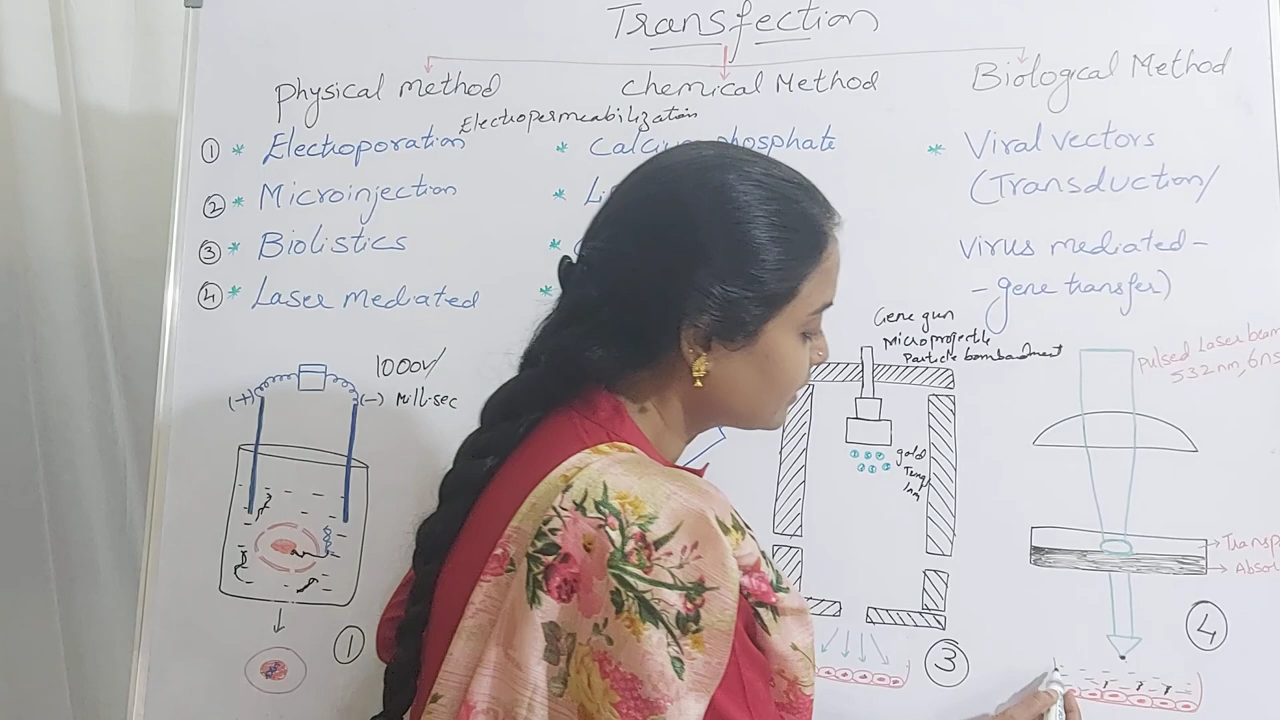 Transfection
Physical method
Chemical Method
Biological Method
Electropermeabilization
① * Electroporation
② * Microinjection
③ * Biolistics
④ * Laser mediated
* Calcium phosphate
*
*
*
* Viral vectors
(Transduction/
Virus mediated-
- gene transfer)
1000v/
Milli-sec
(+)
(-)
①
Gene gun
Microprojectile
Particle bombardment
gold
③
Pulsed Laser beam
532nm, 6ns
④